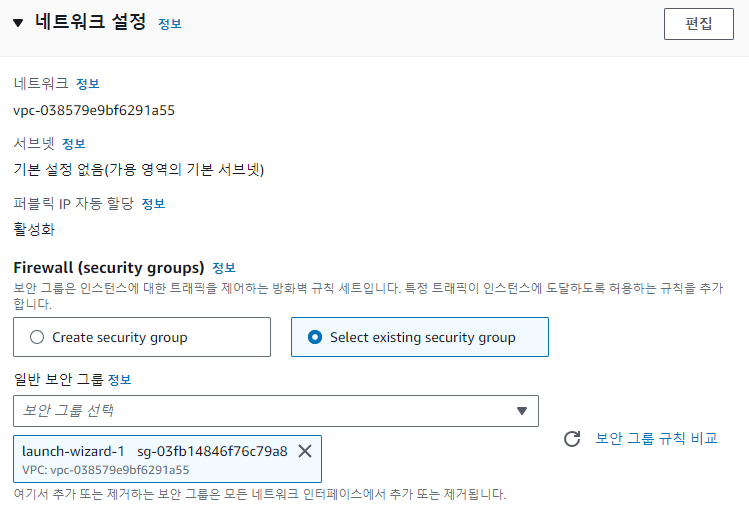 네트워크 설정 정보
편집
네트워크 정보
vpc-038579e9bf6291a55
서브넷 정보
기본 설정 없음(가용 영역의 기본 서브넷)
퍼블릭 IP 자동 할당 정보
활성화
Firewall (security groups) 정보
보안 그룹은 인스턴스에 대한 트래픽을 제어하는 방화벽 규칙 세트입니다. 특정 트래픽이 인스턴스에 도달하도록 허용하는 규칙을 추가
합니다.
Create security group
Select existing security group
일반 보안 그룹 정보
보안 그룹 선택
launch-wizard-1 sg-03fb14846f76c79a8
VPC: vpc-038579e9bf6291a55
보안 그룹 규칙 비교
여기서 추가 또는 제거하는 보안 그룹은 모든 네트워크 인터페이스에서 추가 또는 제거됩니다.